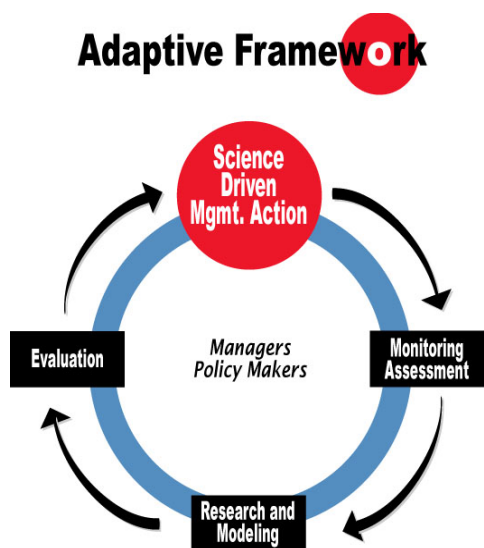 Adaptive Framework
Science
Driven
Mgmt. Action
Evaluation
Managers
Policy Makers
Monitoring
Assessment
Research and
Modeling